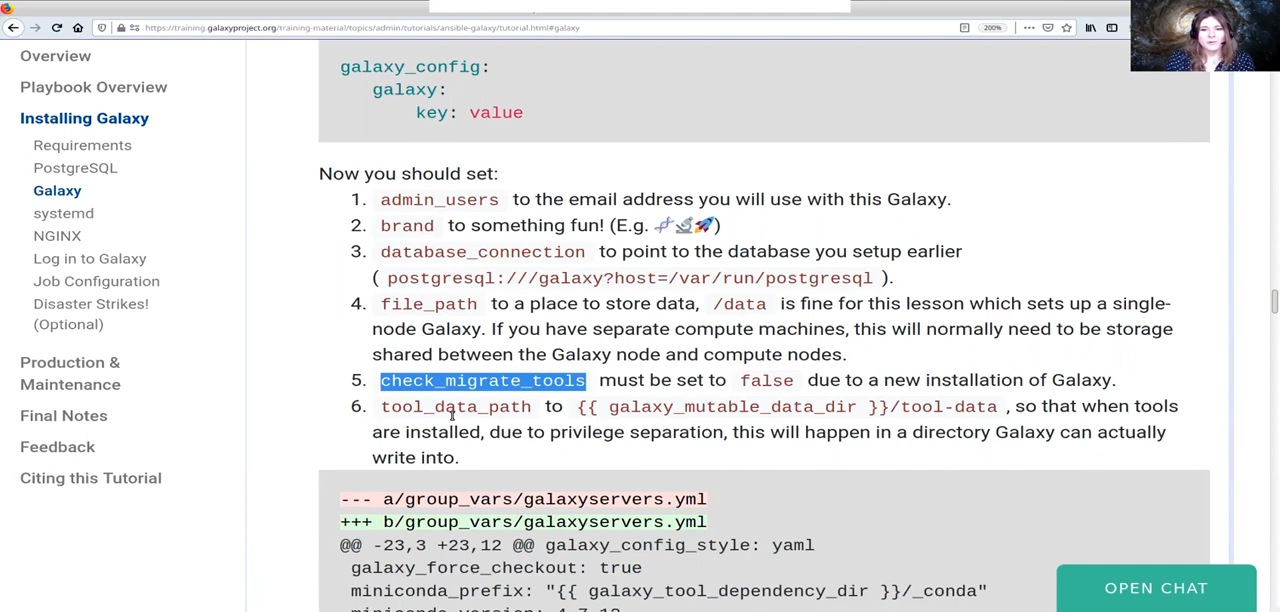 https://training.galaxyproject.org/training-material/topics/admin/tutorials/ansible-galaxy/tutorial.html#galaxy
200%
Overview
Playbook Overview
Installing Galaxy
Requirements
PostgreSQL
Galaxy
systemd
NGINX
Log in to Galaxy
Job Configuration
Disaster Strikes!
(Optional)
Production &
Maintenance
Final Notes
Feedback
Citing this Tutorial
galaxy_config:
galaxy:
key: value
Now you should set:
1. admin_users to the email address you will use with this Galaxy.
2. brand to something fun! (E.g. 🧬🔬🚀)
3. database_connection to point to the database you setup earlier
( postgresql:///galaxy?host=/var/run/postgresql ).
4. file_path to a place to store data, /data is fine for this lesson which sets up a single-
node Galaxy. If you have separate compute machines, this will normally need to be storage
shared between the Galaxy node and compute nodes.
5. check_migrate_tools must be set to false due to a new installation of Galaxy.
6. tool_data_path to {{ galaxy_mutable_data_dir }}/tool-data , so that when tools
are installed, due to privilege separation, this will happen in a directory Galaxy can actually
write into.
--- a/group_vars/galaxyservers.yml
+++ b/group_vars/galaxyservers.yml
@@ -23,3 +23,12 @@ galaxy_config_style: yaml
galaxy_force_checkout: true
miniconda_prefix: "{{ galaxy_tool_dependency_dir }}/_conda"
miniconda_version: 4.7.12
OPEN CHAT